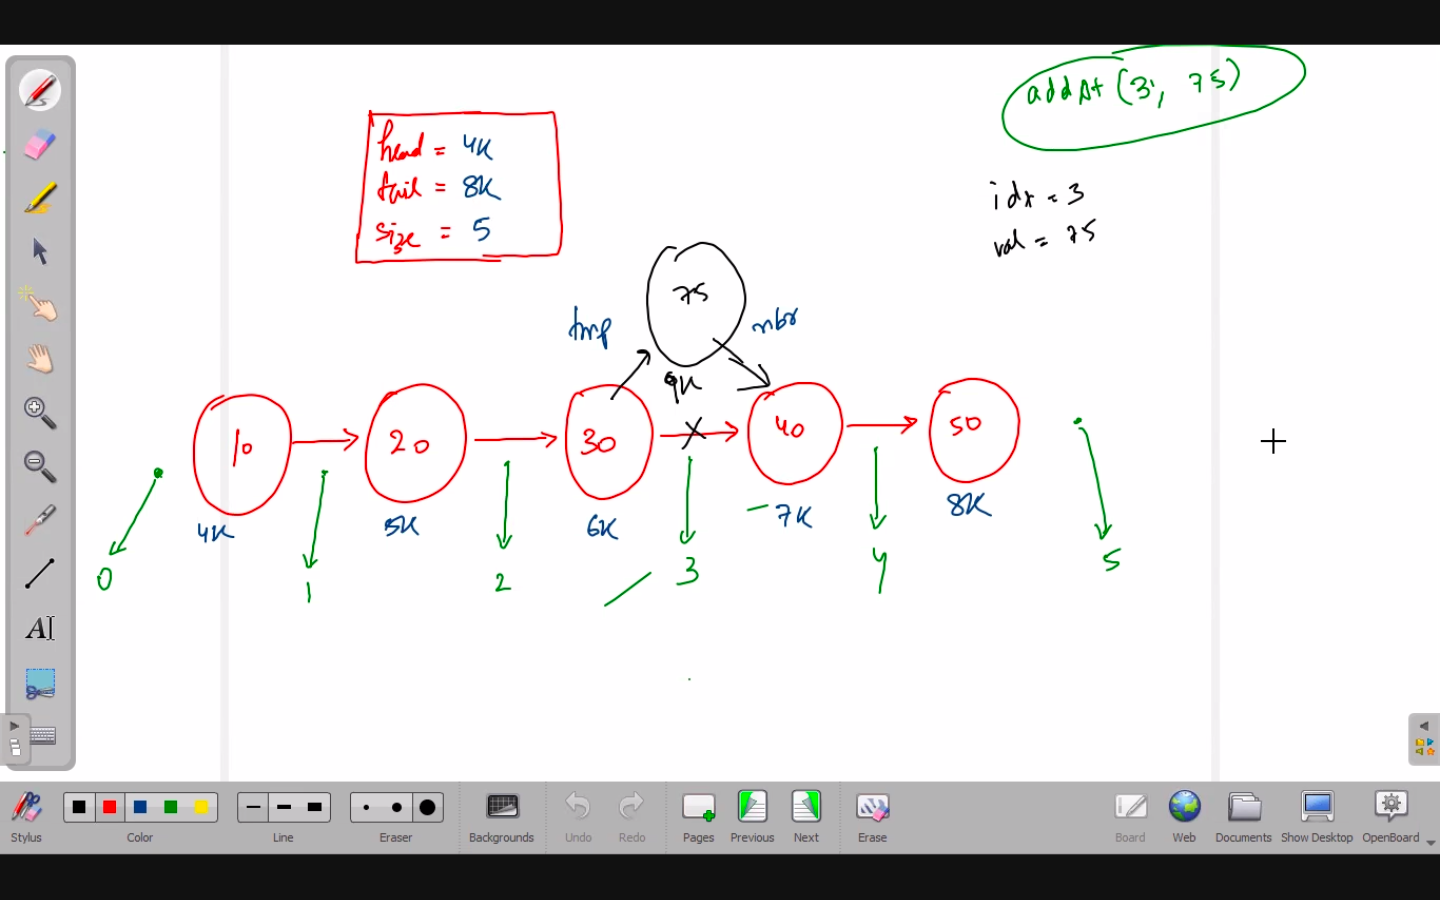 addAt (3, 75)
head = 4K
tail = 8K
size = 5
idx = 3
val = 75
75
tmp
nbr
9K
10
20
30
40
50
4K
5K
6K
7K
8K
0
1
2
3
4
5
A
Stylus
Color
Line
Eraser
Backgrounds
Undo
Redo
Pages
Previous
Next
Erase
Board
Web
Documents
Show Desktop
OpenBoard